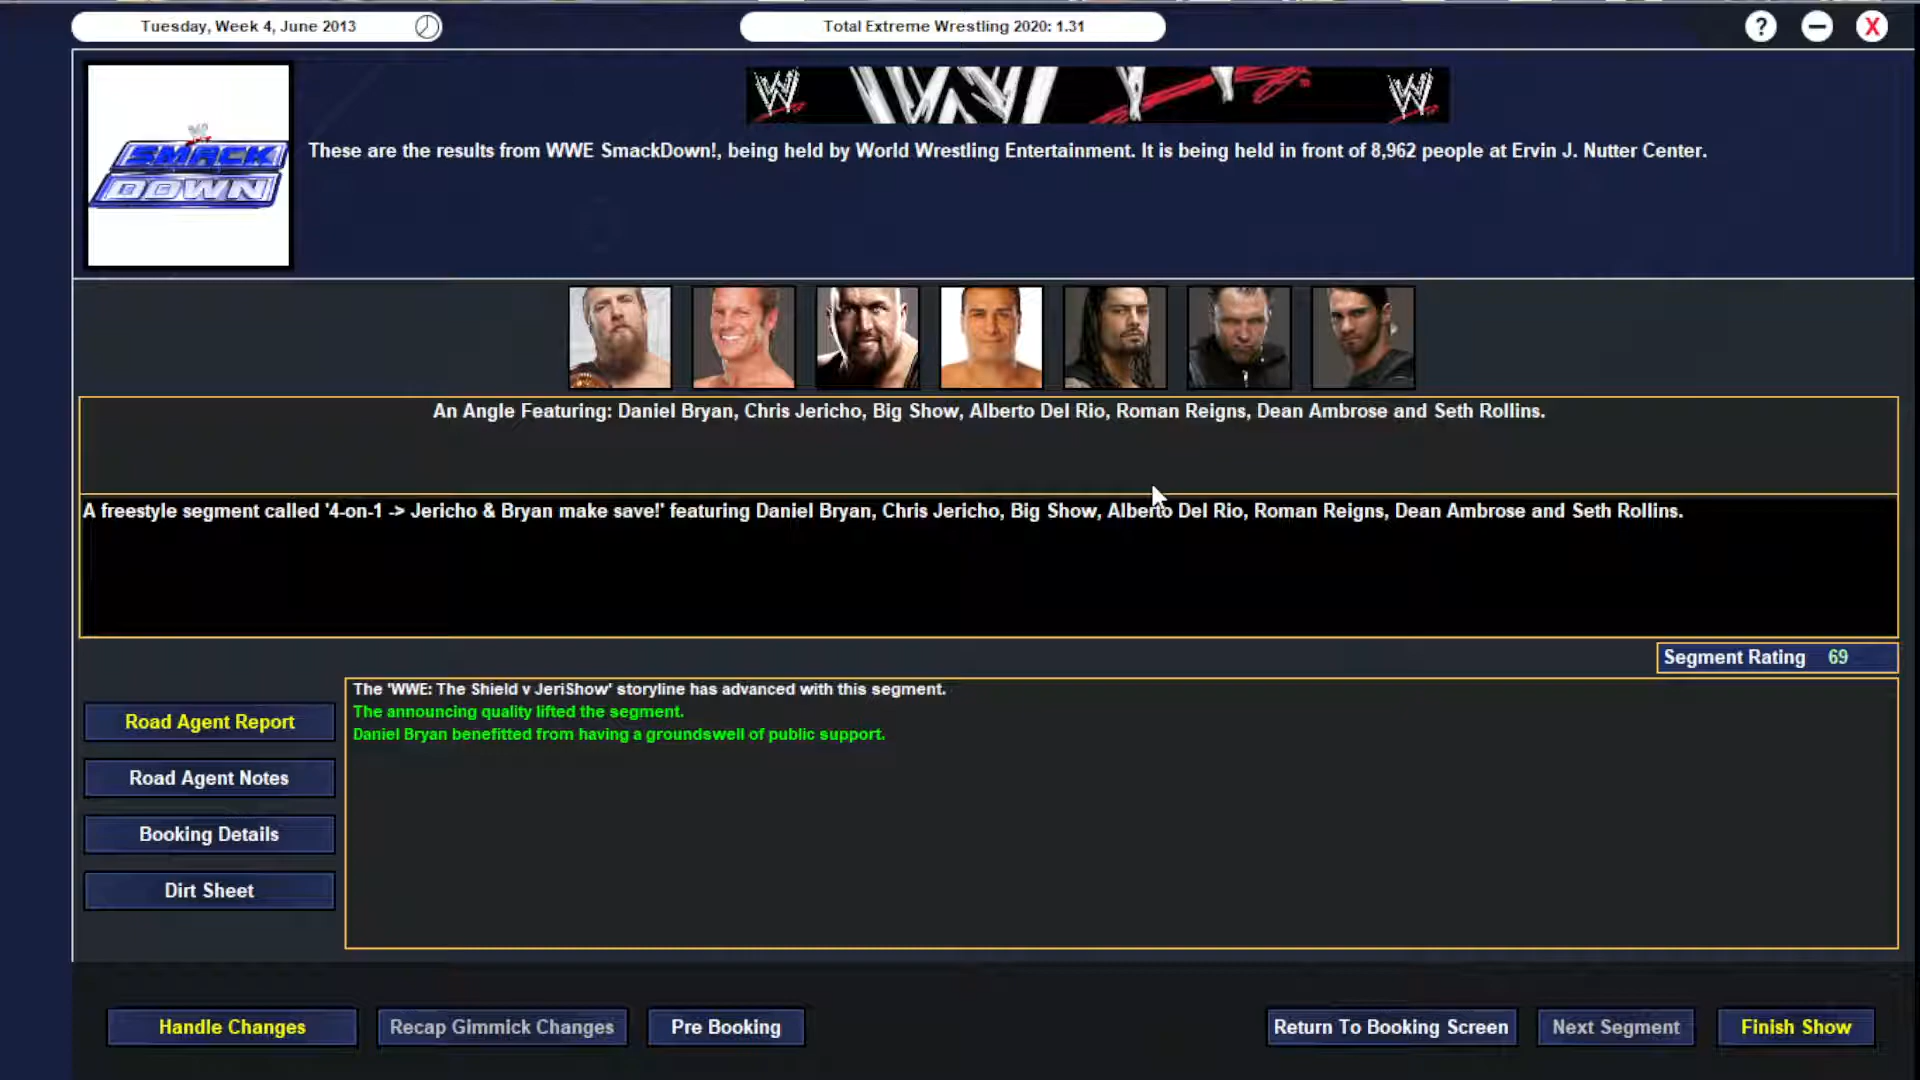 Tuesday, Week 4, June 2013
Total Extreme Wrestling 2020: 1.31
?
X
SMACK
DOWN
These are the results from WWE SmackDown!, being held by World Wrestling Entertainment. It is being held in front of 8,962 people at Ervin J. Nutter Center.
An Angle Featuring: Daniel Bryan, Chris Jericho, Big Show, Alberto Del Rio, Roman Reigns, Dean Ambrose and Seth Rollins.
A freestyle segment called '4-on-1 -> Jericho & Bryan make save!' featuring Daniel Bryan, Chris Jericho, Big Show, Alberto Del Rio, Roman Reigns, Dean Ambrose and Seth Rollins.
Segment Rating 69
The 'WWE: The Shield v JeriShow' storyline has advanced with this segment.
The announcing quality lifted the segment.
Daniel Bryan benefitted from having a groundswell of public support.
Road Agent Report
Road Agent Notes
Booking Details
Dirt Sheet
Handle Changes
Recap Gimmick Changes
Pre Booking
Return To Booking Screen
Next Segment
Finish Show